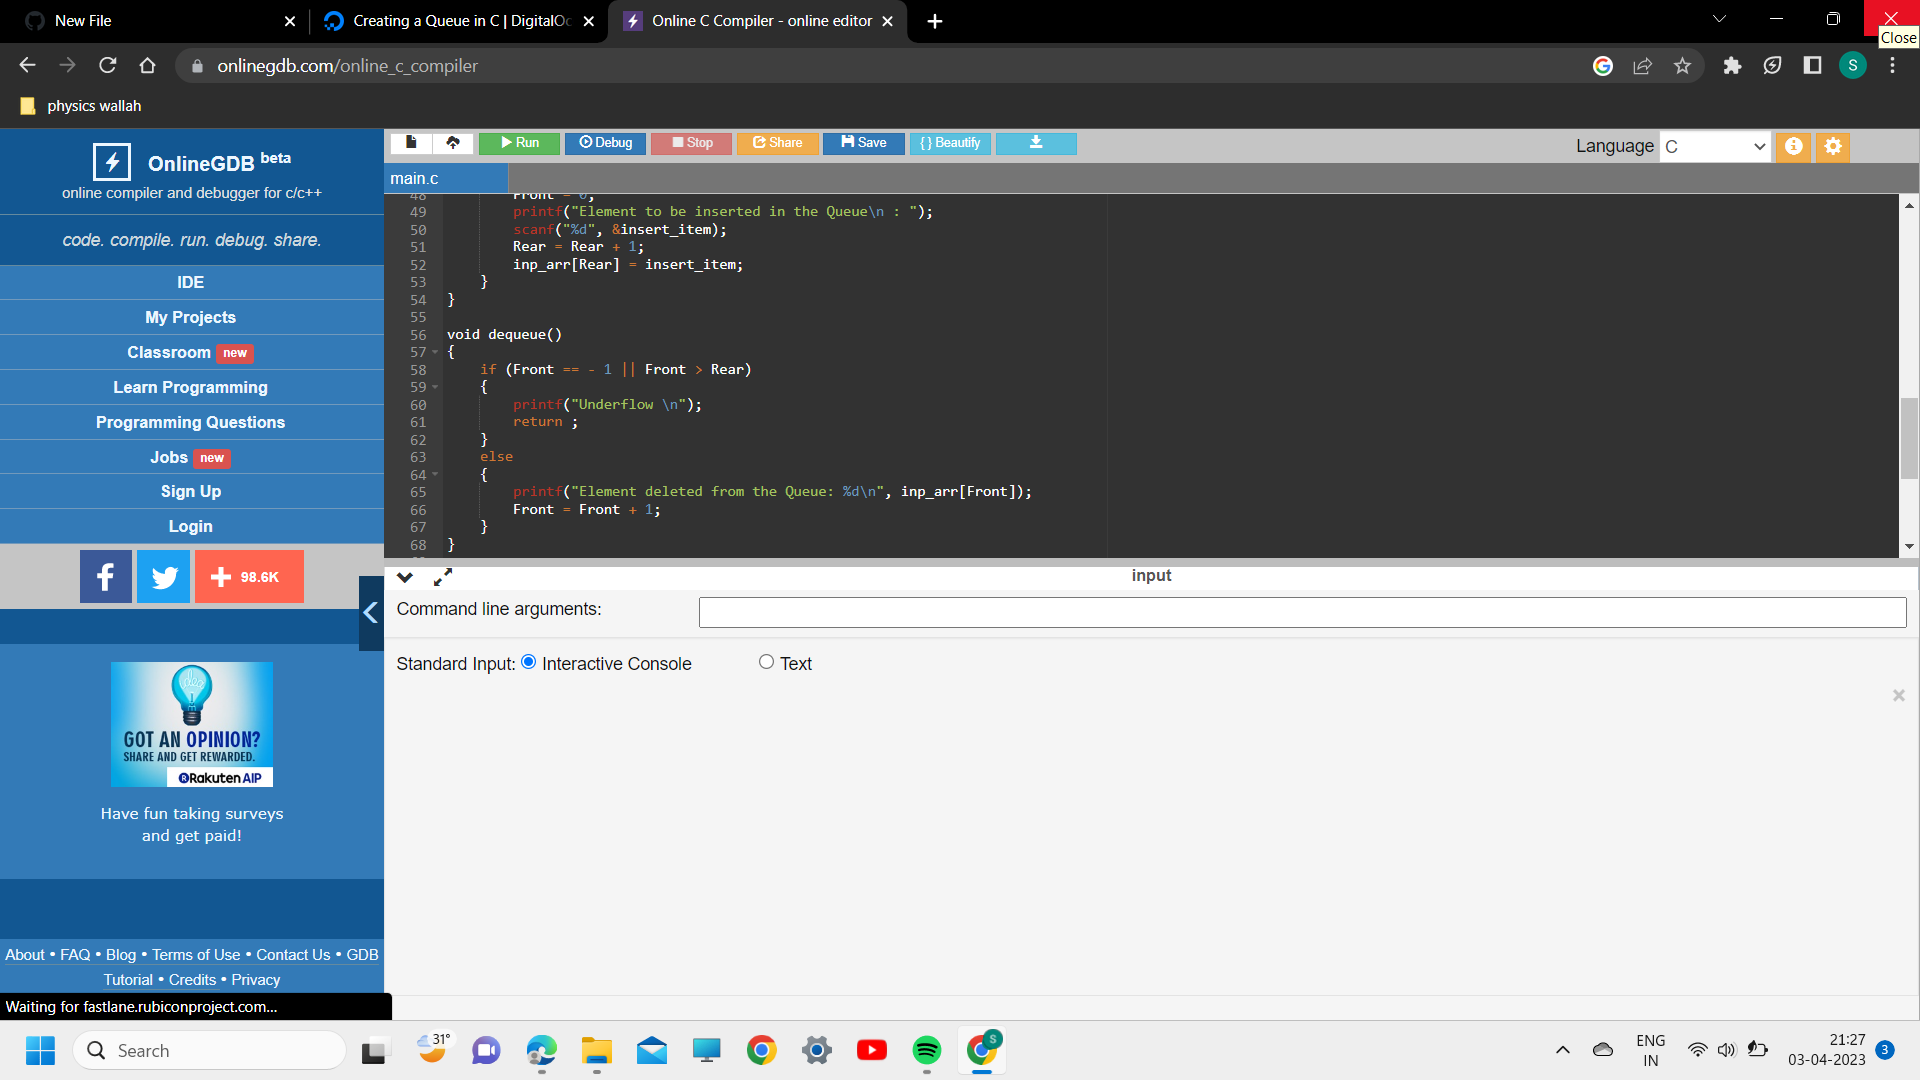 New File
Creating a Queue in C | DigitalOc
Online C Compiler - online editor
Close
onlinegdb.com/online_c_compiler
S
physics wallah
OnlineGDB beta
online compiler and debugger for c/c++
code. compile. run. debug. share.
IDE
My Projects
Classroom new
Learn Programming
Programming Questions
Jobs new
Sign Up
Login
98.6K
GOT AN OPINION?
SHARE AND GET REWARDED.
Rakuten AIP
Have fun taking surveys
and get paid!
About • FAQ • Blog • Terms of Use • Contact Us • GDB
Tutorial • Credits • Privacy
Waiting for fastlane.rubiconproject.com...
Run Debug Stop Share Save { } Beautify
Language C
main.c
48 Front = 0;
49 printf("Element to be inserted in the Queue\n : ");
50 scanf("%d", &insert_item);
51 Rear = Rear + 1;
52 inp_arr[Rear] = insert_item;
53 }
54 }
55
56 void dequeue()
57 {
58 if (Front == - 1 || Front > Rear)
59 {
60 printf("Underflow \n");
61 return ;
62 }
63 else
64 {
65 printf("Element deleted from the Queue: %d\n", inp_arr[Front]);
66 Front = Front + 1;
67 }
68 }
input
Command line arguments:
Standard Input: Interactive Console Text
Search
31°
S
ENG
IN
21:27
03-04-2023
3